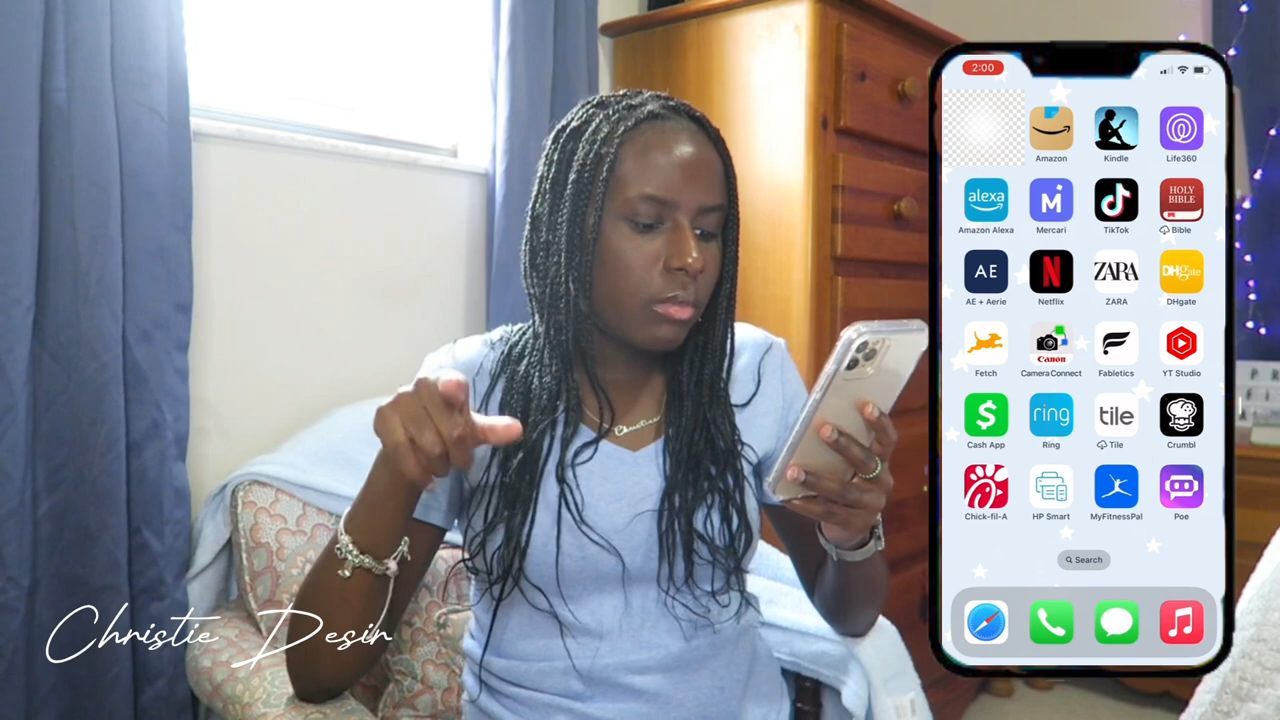 2:00
Amazon
Kindle
Life360
alexa
HOLY
BIBLE
Amazon Alexa
Mercari
TikTok
Bible
AE
N
ZARA
DHgate
AE + Aerie
Netflix
ZARA
DHgate
Canon
Fetch
Camera Connect
Fabletics
YT Studio
$
ring
tile
Cash App
Ring
Tile
Crumbl
Chick-fil-A
HP Smart
MyFitnessPal
Poe
Search
Christie
Christie Desir